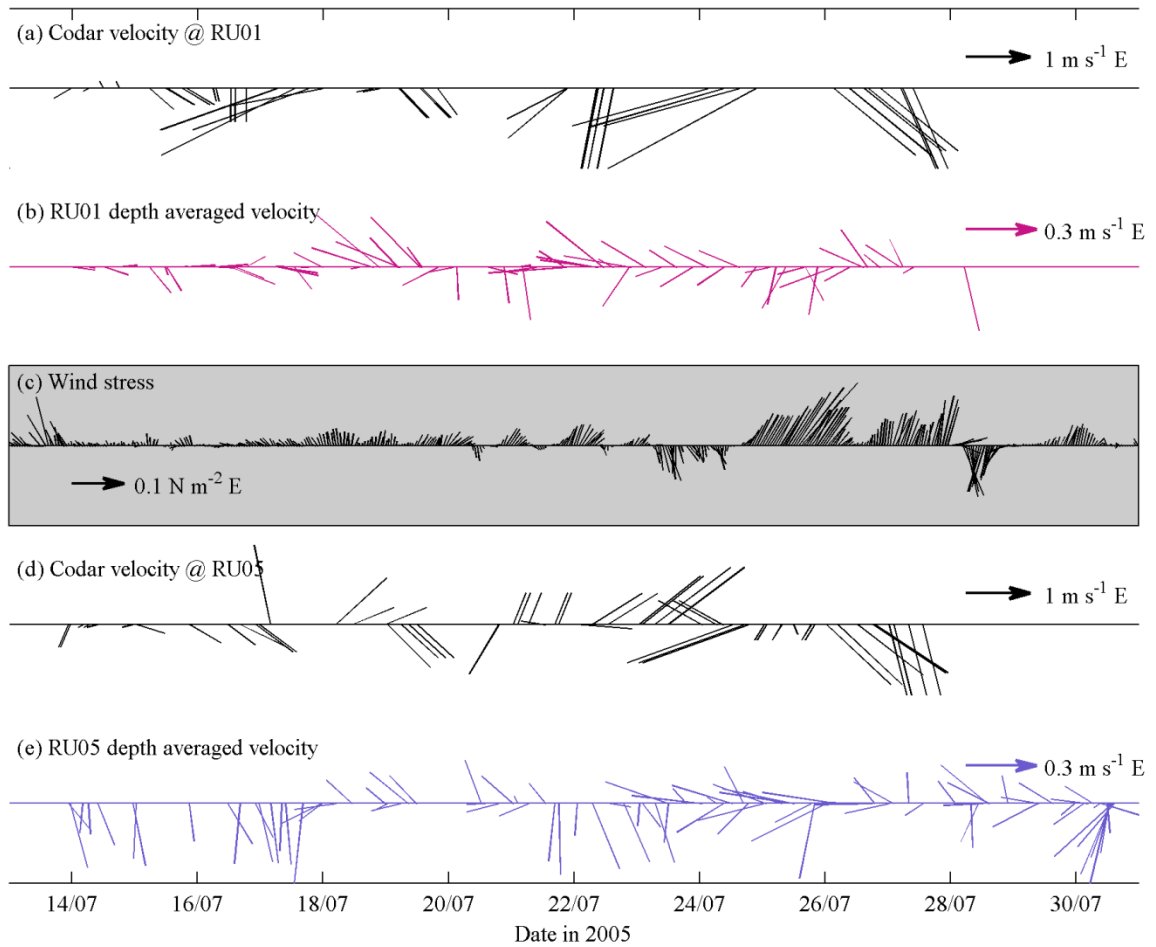 (a) Codar velocity @ RU01
1 m s⁻¹ E
(b) RU01 depth averaged velocity
0.3 m s⁻¹ E
(c) Wind stress
0.1 N m⁻² E
(d) Codar velocity @ RU05
1 m s⁻¹ E
(e) RU05 depth averaged velocity
0.3 m s⁻¹ E
14/07 16/07 18/07 20/07 22/07 24/07 26/07 28/07 30/07
Date in 2005